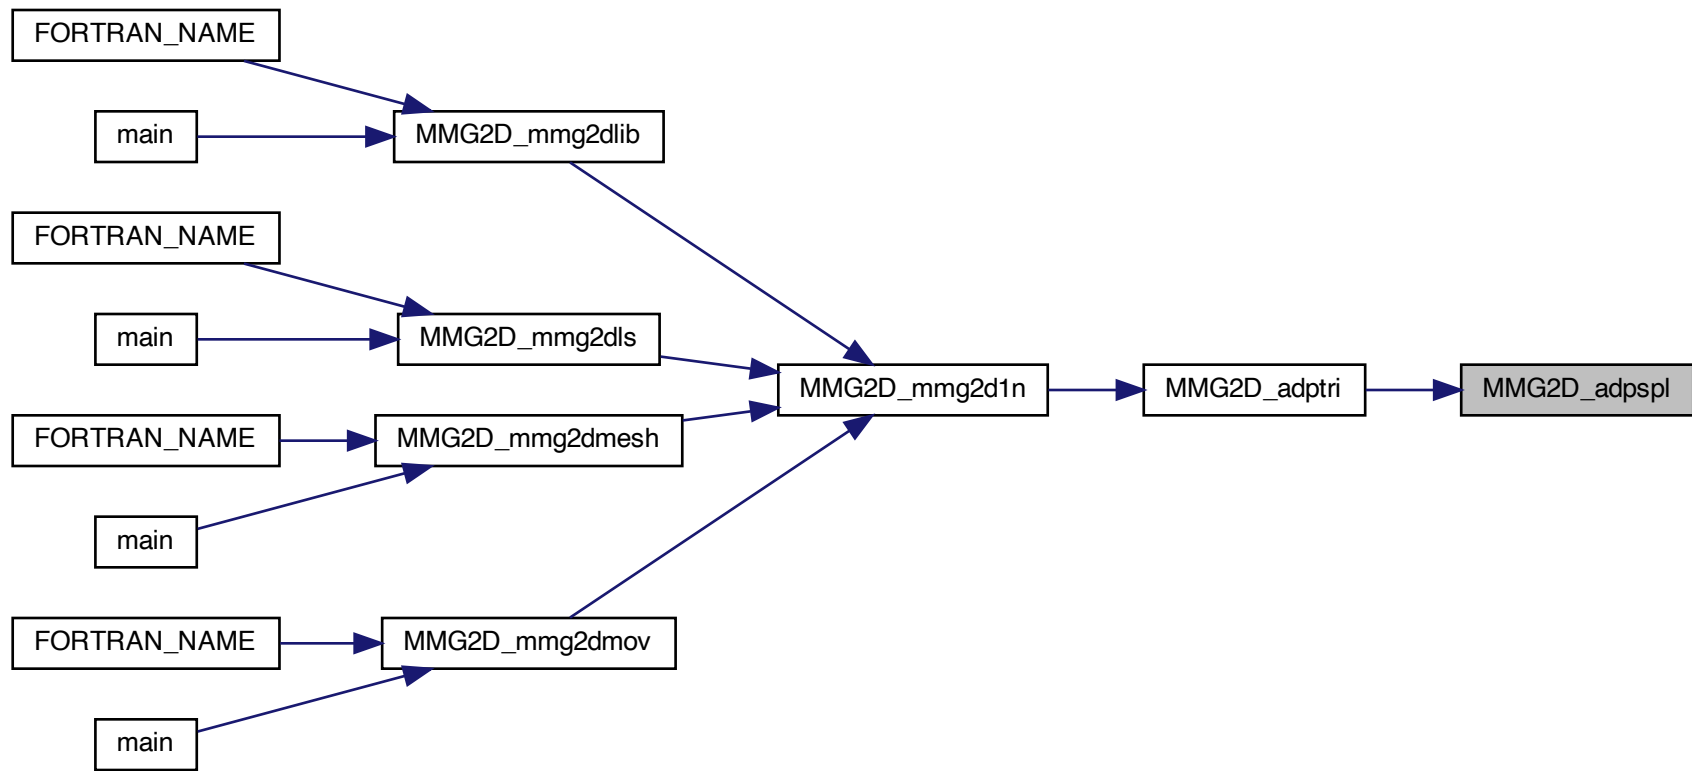 FORTRAN_NAME
main
MMG2D_mmg2dlib
FORTRAN_NAME
main
MMG2D_mmg2dls
MMG2D_mmg2d1n
MMG2D_adptri
MMG2D_adpspl
FORTRAN_NAME
MMG2D_mmg2dmesh
main
FORTRAN_NAME
MMG2D_mmg2dmov
main